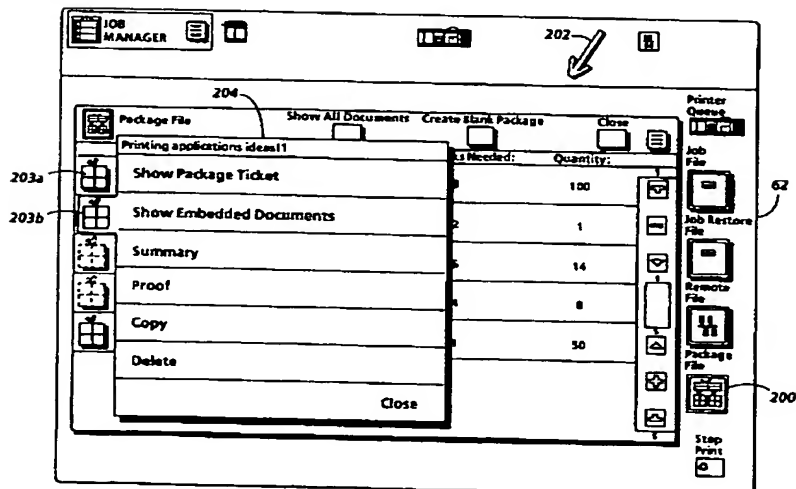 JOB
MANAGER
202
204
Printer
Queue
Package File
Show All Documents
Create Blank Package
Close
Printing applications ideas!1
Needed:
Quantity:
Job
File
203a
Show Package Ticket
100
62
203b
Show Embedded Documents
2
1
Job Restore
File
Summary
14
Remote
File
Proof
8
Copy
50
Package
File
Delete
200
Close
Stop
Print